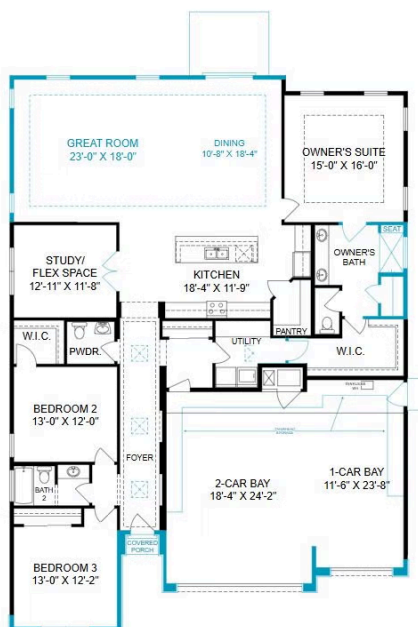 GREAT ROOM
23'-0" X 18'-0"
DINING
10'-8" X 18'-4"
OWNER'S SUITE
15'-0" X 16'-0"
SEAT
OWNER'S
BATH
STUDY/
FLEX SPACE
12'-11" X 11'-8"
KITCHEN
18'-4" X 11'-9"
PANTRY
W.I.C.
PWDR.
UTILITY
W.I.C.
BEDROOM 2
13'-0" X 12'-0"
FOYER
2-CAR BAY
18'-4" X 24'-2"
1-CAR BAY
11'-6" X 23'-8"
BATH
2
COVERED
PORCH
BEDROOM 3
13'-0" X 12'-2"